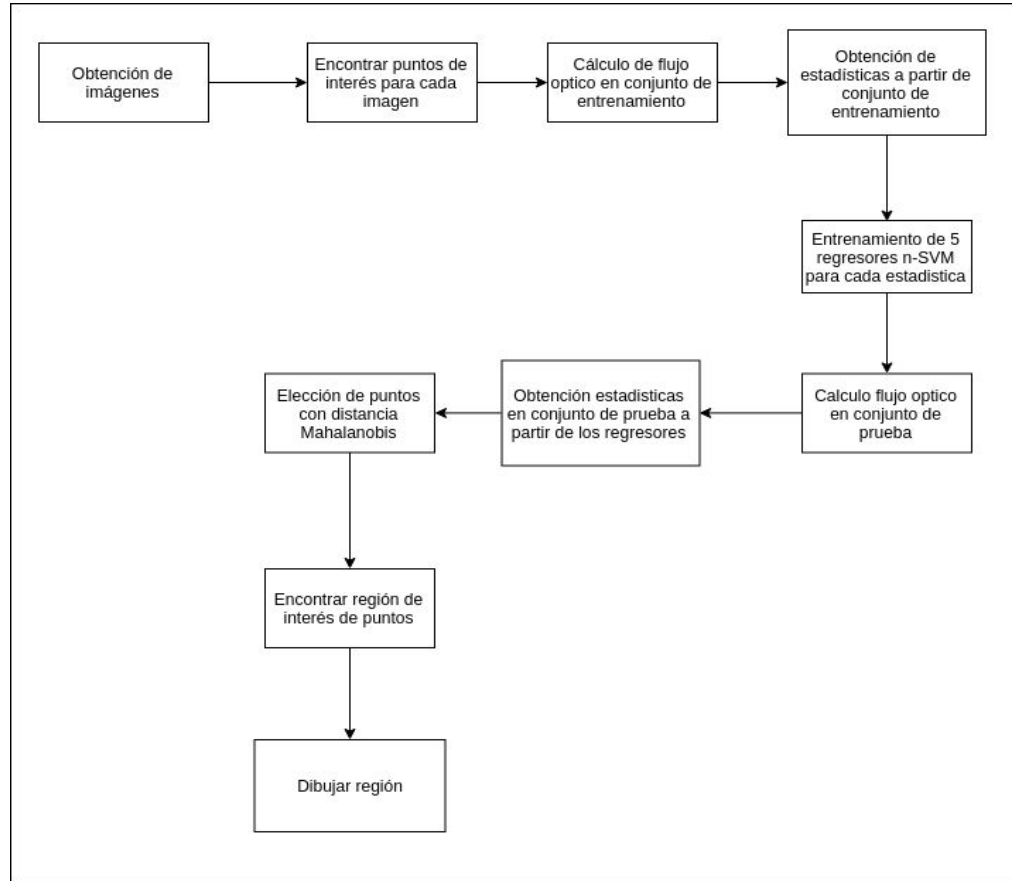 Obtención de
imágenes
Encontrar puntos de
interés para cada
imagen
Cálculo de flujo
optico en conjunto de
entrenamiento
Obtención de
estadísticas a partir de
conjunto de
entrenamiento
Entrenamiento de 5
regresores n-SVM
para cada estadistica
Calculo flujo optico
en conjunto de
prueba
Obtención estadisticas
en conjunto de prueba a
partir de los regresores
Elección de puntos
con distancia
Mahalanobis
Encontrar región de
interés de puntos
Dibujar región